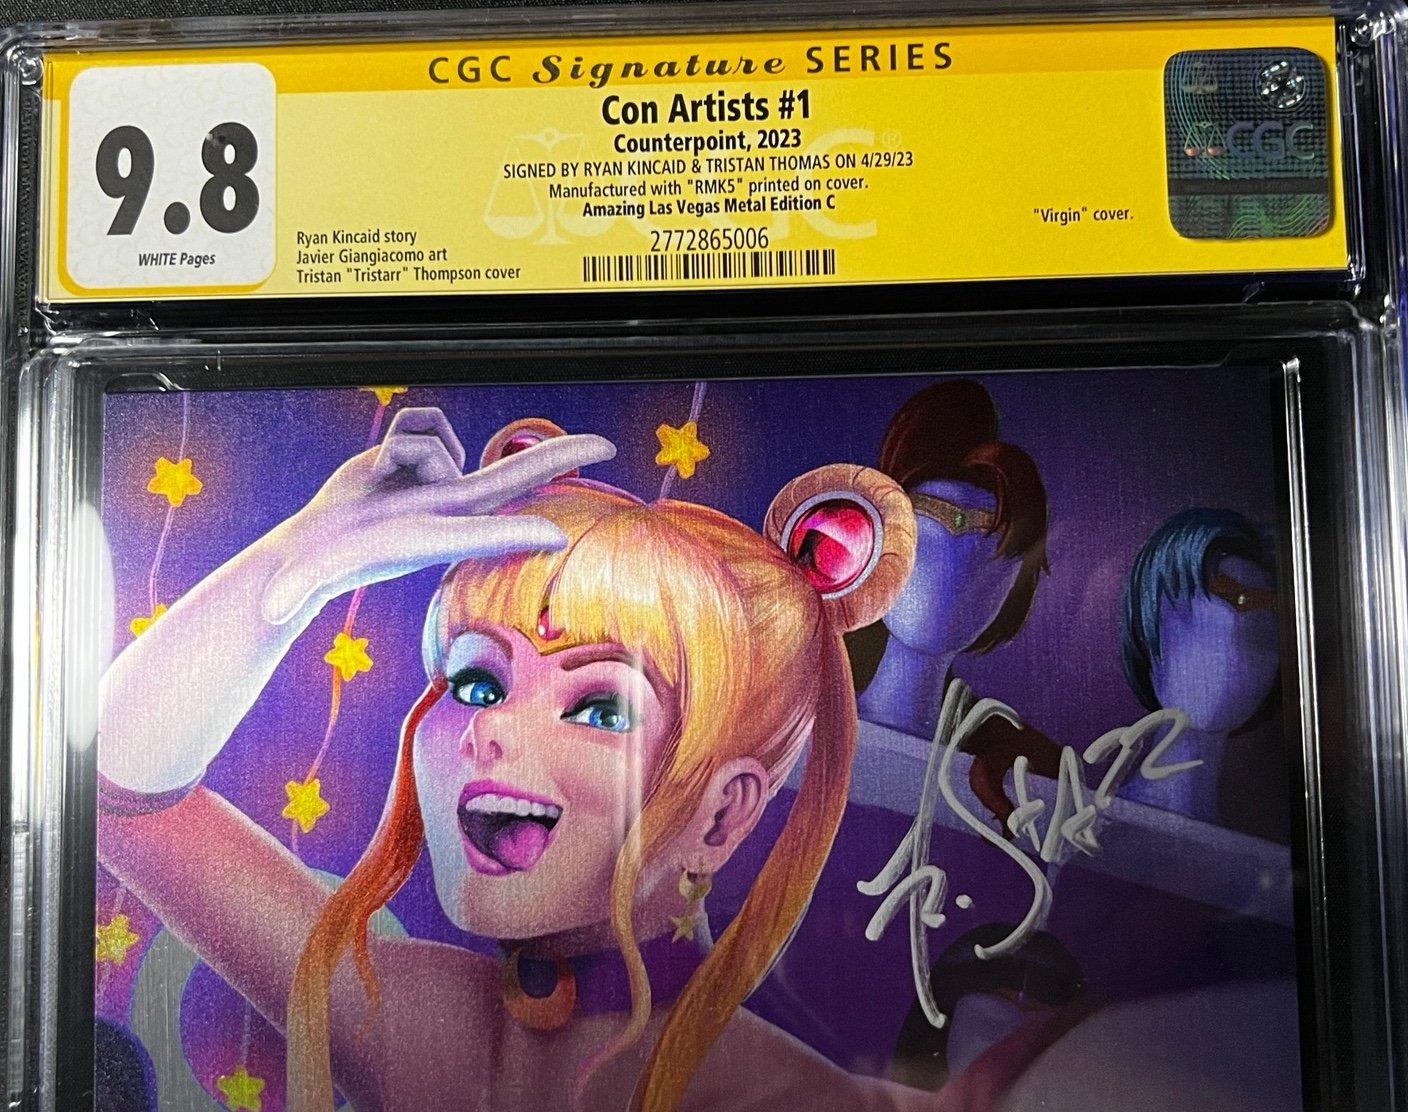 CGC Signature SERIES
Con Artists #1
Counterpoint, 2023
SIGNED BY RYAN KINCAID & TRISTAN THOMAS ON 4/29/23
Manufactured with "RMK5" printed on cover.
Amazing Las Vegas Metal Edition C
9.8
WHITE Pages
Ryan Kincaid story
Javier Giangiacomo art
Tristan "Tristarr" Thompson cover
2772865006
"Virgin" cover.
CGC
CGC